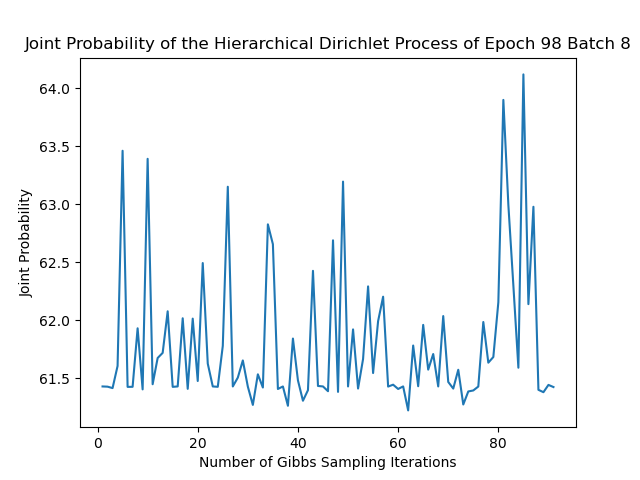 Joint Probability of the Hierarchical Dirichlet Process of Epoch 98 Batch 8
64.0
63.5
63.0
62.5
62.0
61.5
Joint Probability
0 20 40 60 80
Number of Gibbs Sampling Iterations